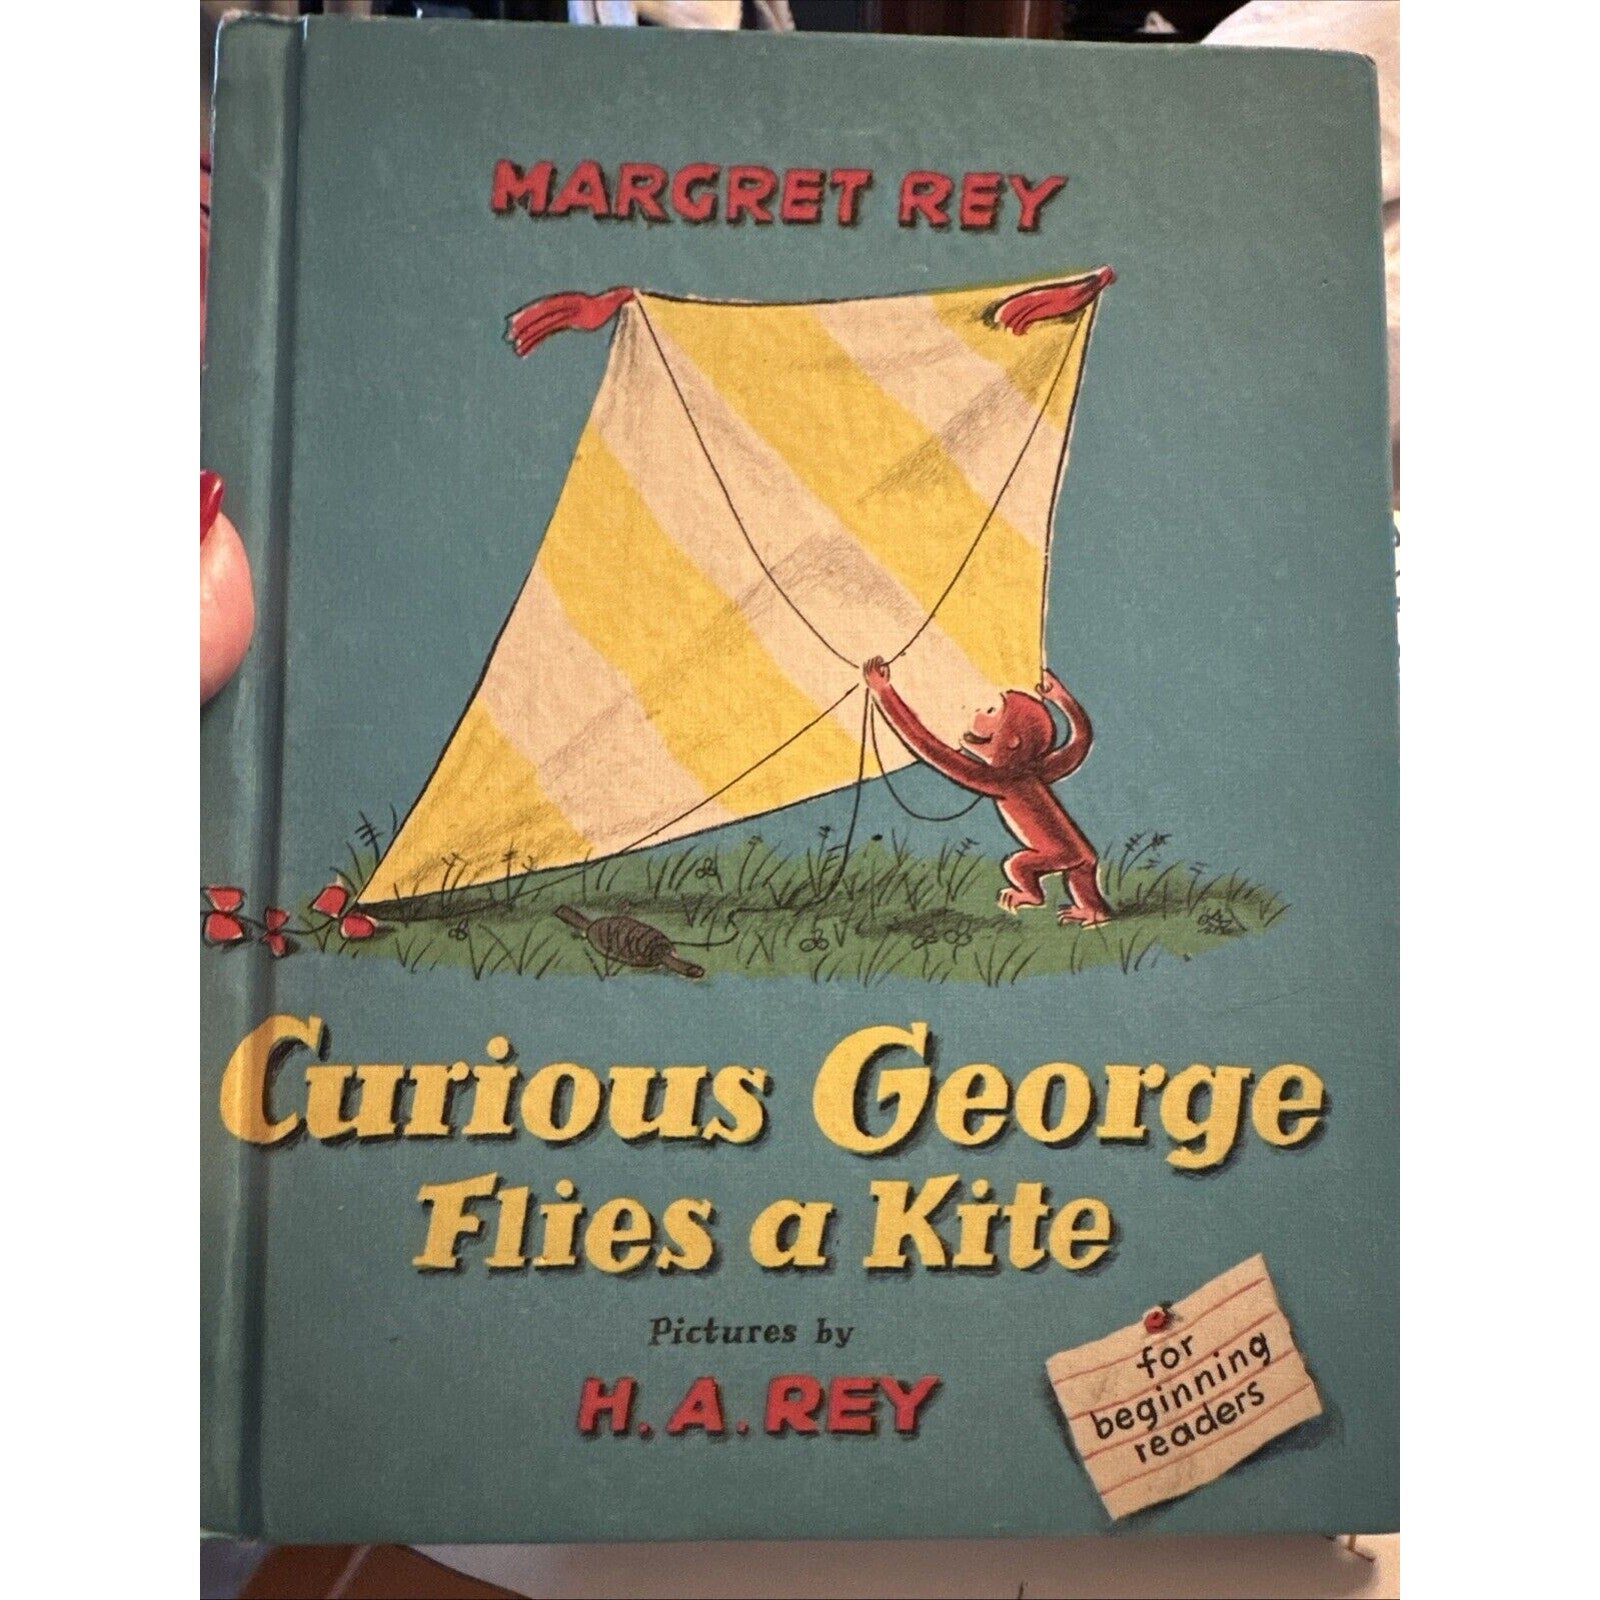 MARGRET REY
Curious George
Flies a Kite
Pictures by
H.A.REY
for
beginning
readers